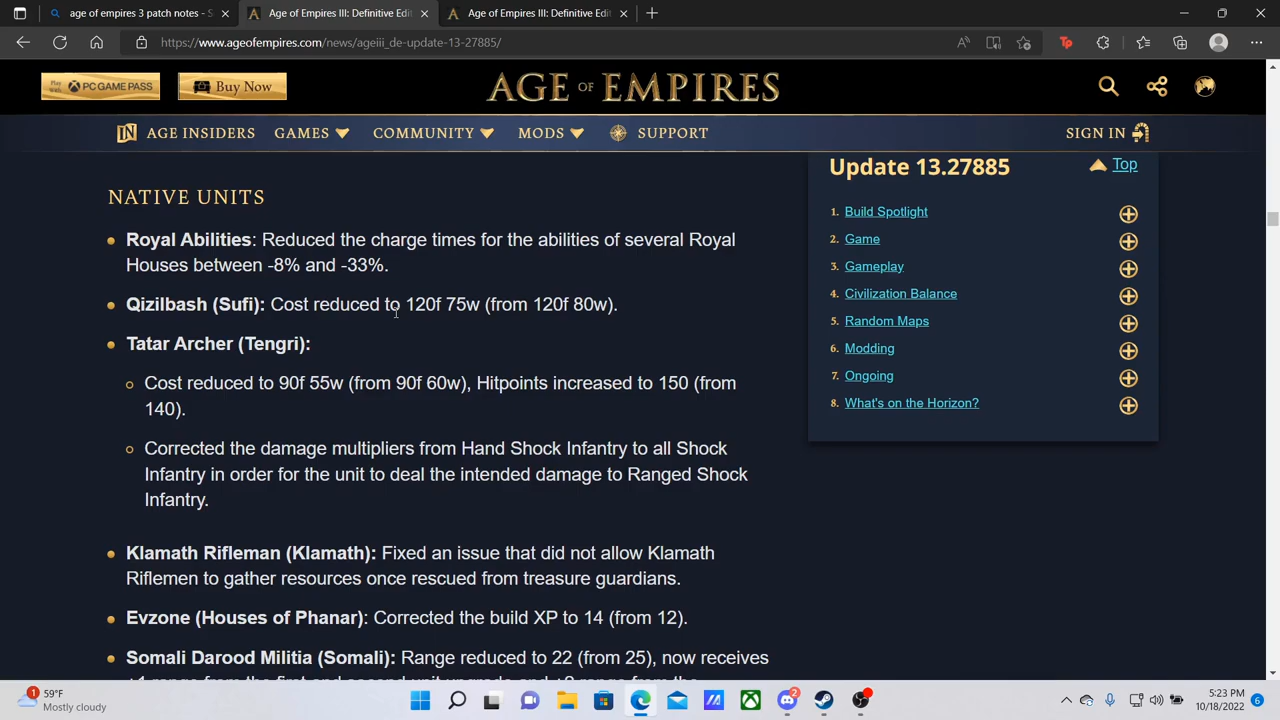 age of empires 3 patch notes - S
Age of Empires III: Definitive Edit
Age of Empires III: Definitive Edit
https://www.ageofempires.com/news/ageiii_de-update-13-27885/
PC GAME PASS
Buy Now
AGE OF EMPIRES
AGE INSIDERS GAMES COMMUNITY MODS SUPPORT SIGN IN
NATIVE UNITS
Royal Abilities: Reduced the charge times for the abilities of several Royal
Houses between -8% and -33%.
Qizilbash (Sufi): Cost reduced to 120f 75w (from 120f 80w).
Tatar Archer (Tengri):
Cost reduced to 90f 55w (from 90f 60w), Hitpoints increased to 150 (from
140).
Corrected the damage multipliers from Hand Shock Infantry to all Shock
Infantry in order for the unit to deal the intended damage to Ranged Shock
Infantry.
Klamath Rifleman (Klamath): Fixed an issue that did not allow Klamath
Riflemen to gather resources once rescued from treasure guardians.
Evzone (Houses of Phanar): Corrected the build XP to 14 (from 12).
Somali Darood Militia (Somali): Range reduced to 22 (from 25), now receives
Update 13.27885
Top
1. Build Spotlight
2. Game
3. Gameplay
4. Civilization Balance
5. Random Maps
6. Modding
7. Ongoing
8. What's on the Horizon?
1
59°F
Mostly cloudy
2
5:23 PM
10/18/2022
6